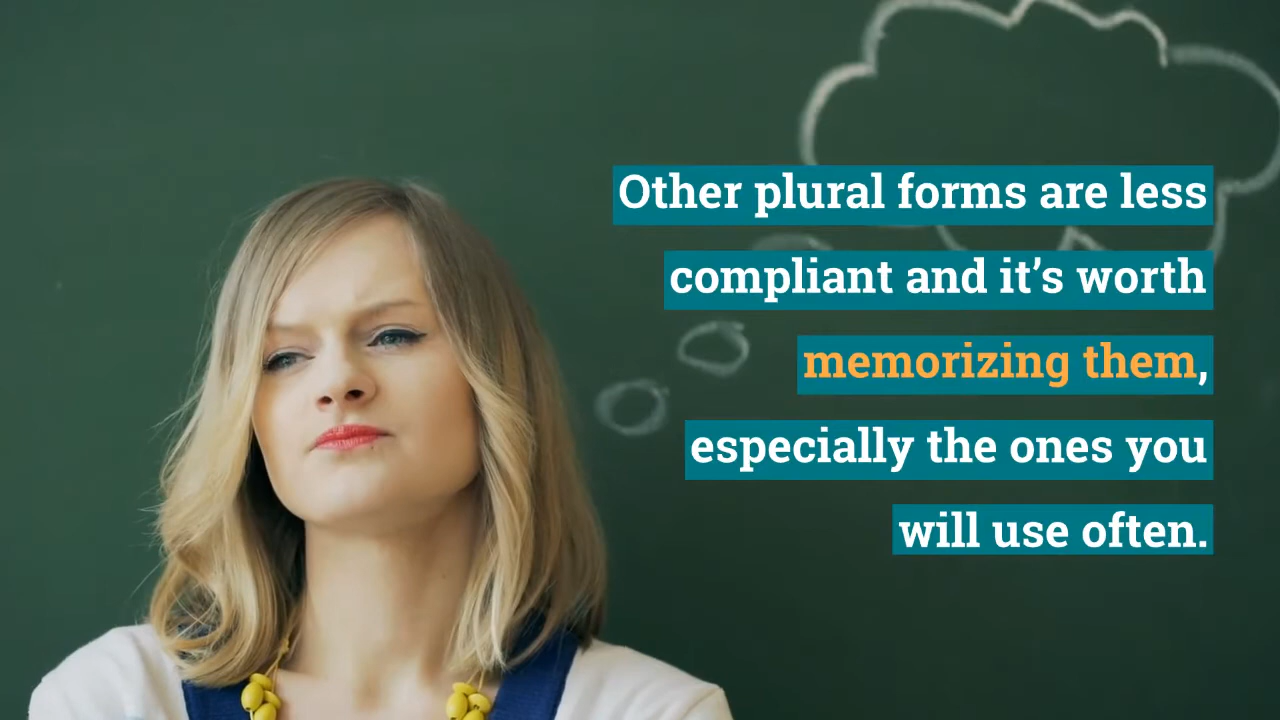 Other plural forms are less
compliant and it’s worth
memorizing them,
especially the ones you
will use often.